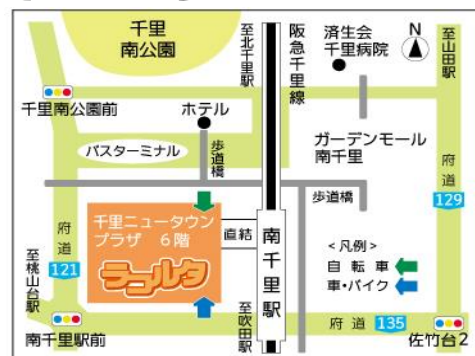 千里
南公園
至北千里駅
阪急千里線
済生会
千里病院
N
至山田駅
千里南公園前
ホテル
バスターミナル
歩道橋
ガーデンモール
南千里
歩道橋
府道
129
千里ニュータウン
プラザ 6階
ラコルタ
直結
南千里駅
府道
121
至桃山台駅
<凡例>
自転車
車・バイク
南千里駅前
至吹田駅
府道 135
佐竹台2